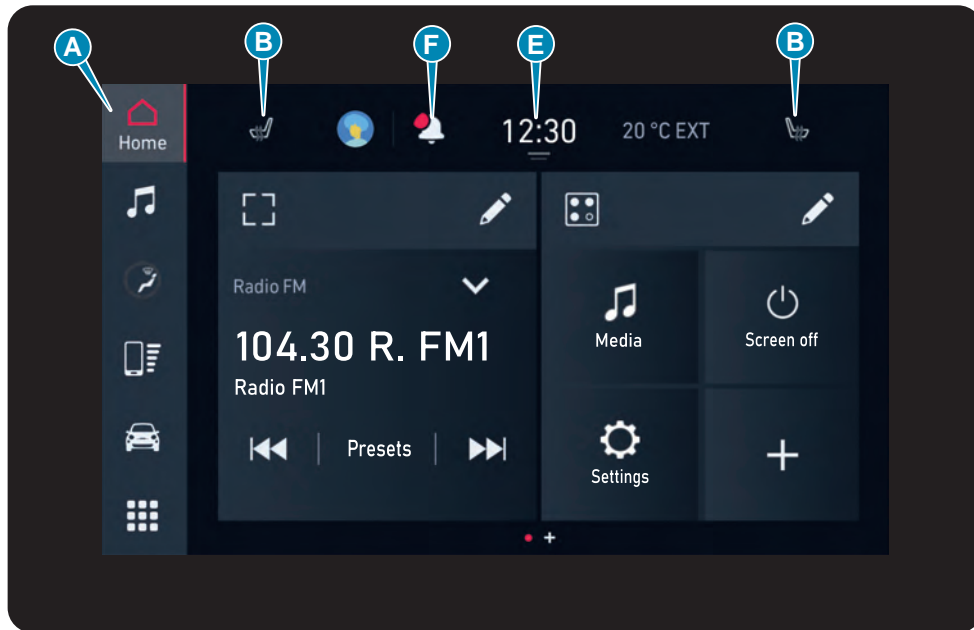 A
B
F
E
B
Home
12:30
20 °C EXT
Radio FM
104.30 R. FM1
Radio FM1
Presets
Media
Screen off
Settings